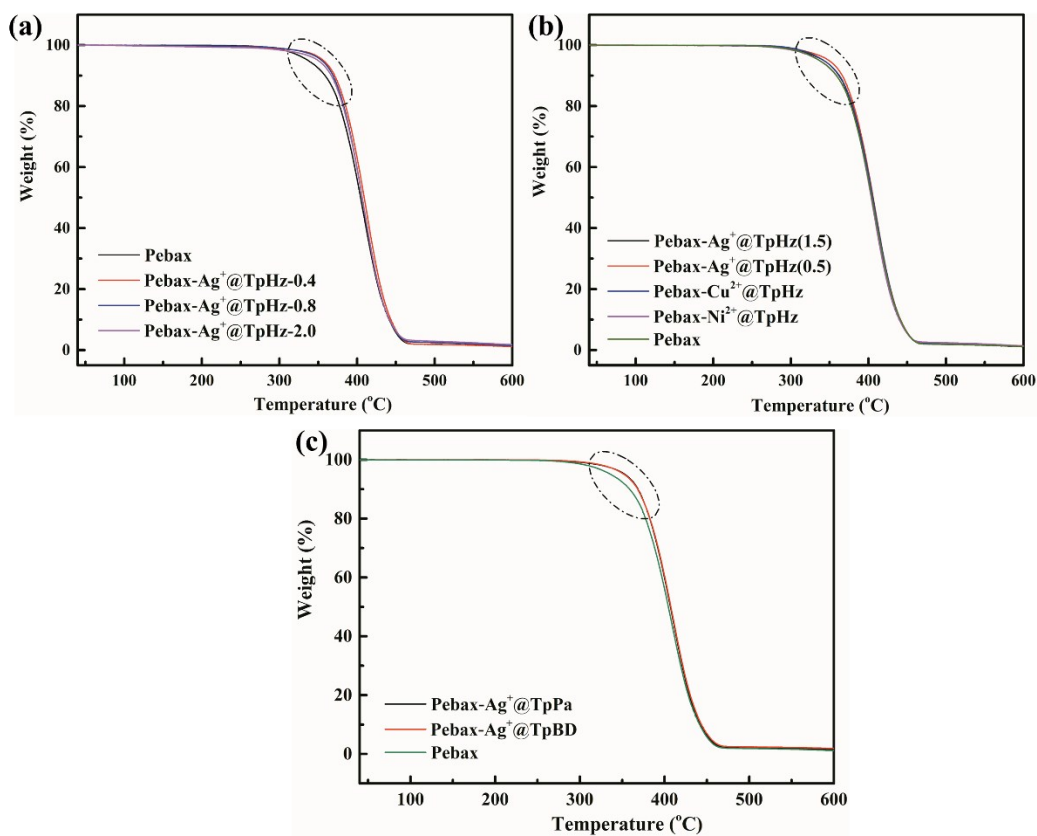 (a)
100
80
60
40
20
0
Weight (%)
Pebax
Pebax-Ag⁺@TpHz-0.4
Pebax-Ag⁺@TpHz-0.8
Pebax-Ag⁺@TpHz-2.0
100 200 300 400 500 600
Temperature (°C)
(b)
100
80
60
40
20
0
Weight (%)
Pebax-Ag⁺@TpHz(1.5)
Pebax-Ag⁺@TpHz(0.5)
Pebax-Cu²⁺@TpHz
Pebax-Ni²⁺@TpHz
Pebax
100 200 300 400 500 600
Temperature (°C)
(c)
100
80
60
40
20
0
Weight (%)
Pebax-Ag⁺@TpPa
Pebax-Ag⁺@TpBD
Pebax
100 200 300 400 500 600
Temperature (°C)